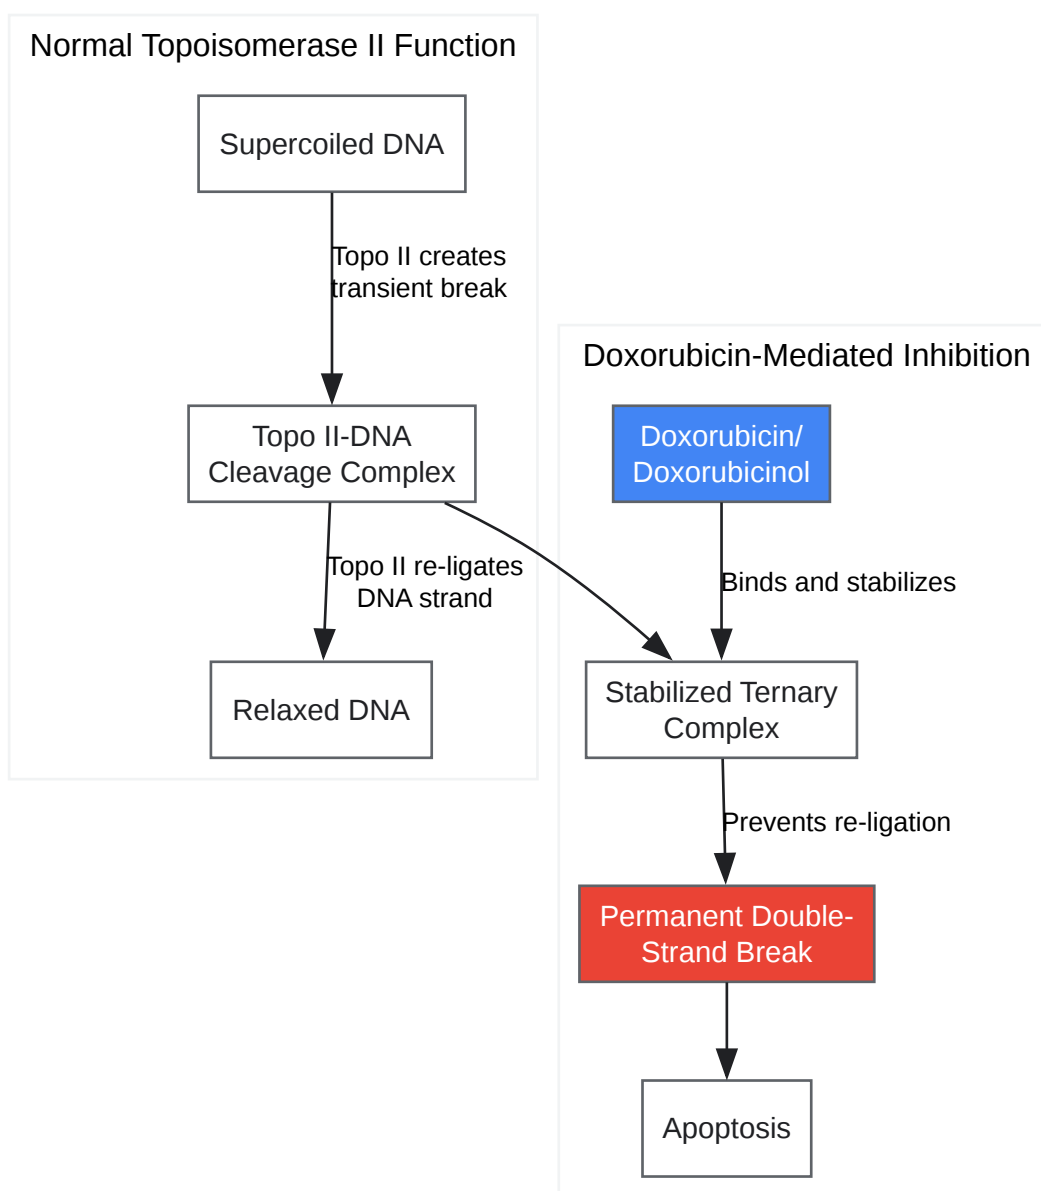 Normal Topoisomerase II Function
Supercoiled DNA
Topo II creates
transient break
Topo II-DNA
Cleavage Complex
Topo II re-ligates
DNA strand
Relaxed DNA
Doxorubicin-Mediated Inhibition
Doxorubicin/
Doxorubicinol
Binds and stabilizes
Stabilized Ternary
Complex
Prevents re-ligation
Permanent Double-
Strand Break
Apoptosis